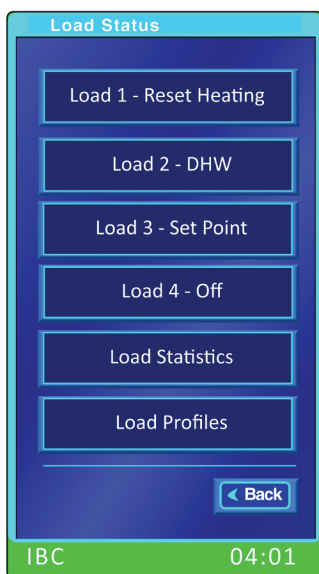 Load Status
Load 1 - Reset Heating
Load 2 - DHW
Load 3 - Set Point
Load 4 - Off
Load Statistics
Load Profiles
Back
IBC 04:01